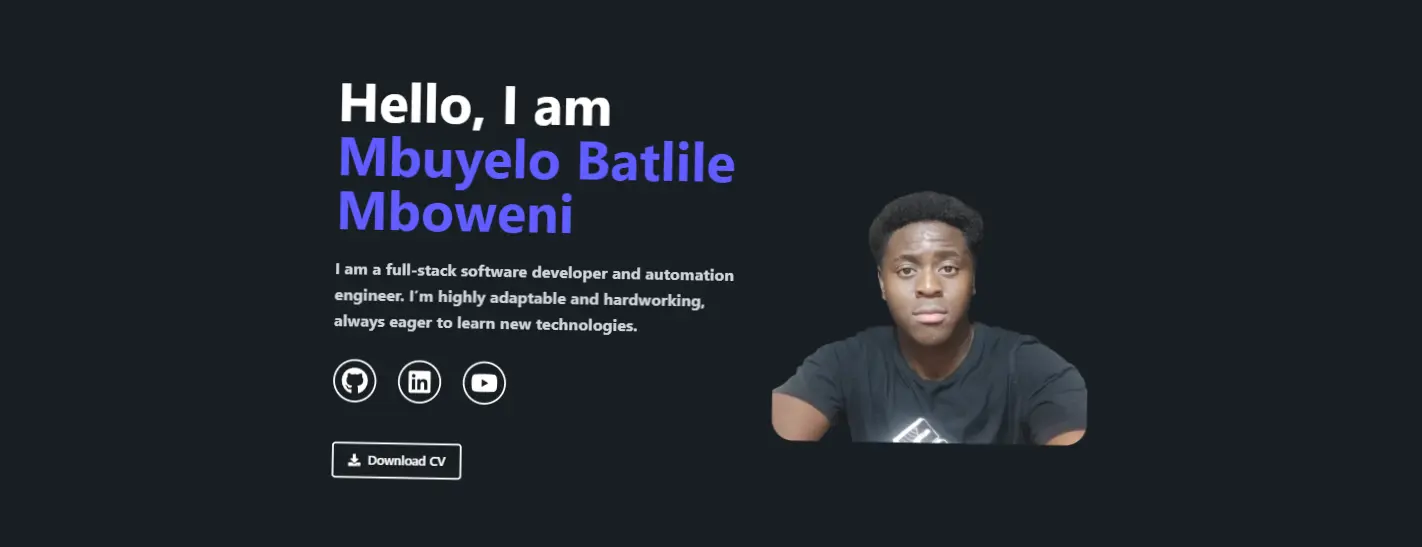 Hello, I am
Mbuyelo Batlile
Mboweni
I am a full-stack software developer and automation
engineer. I'm highly adaptable and hardworking,
always eager to learn new technologies.
in
Download CV